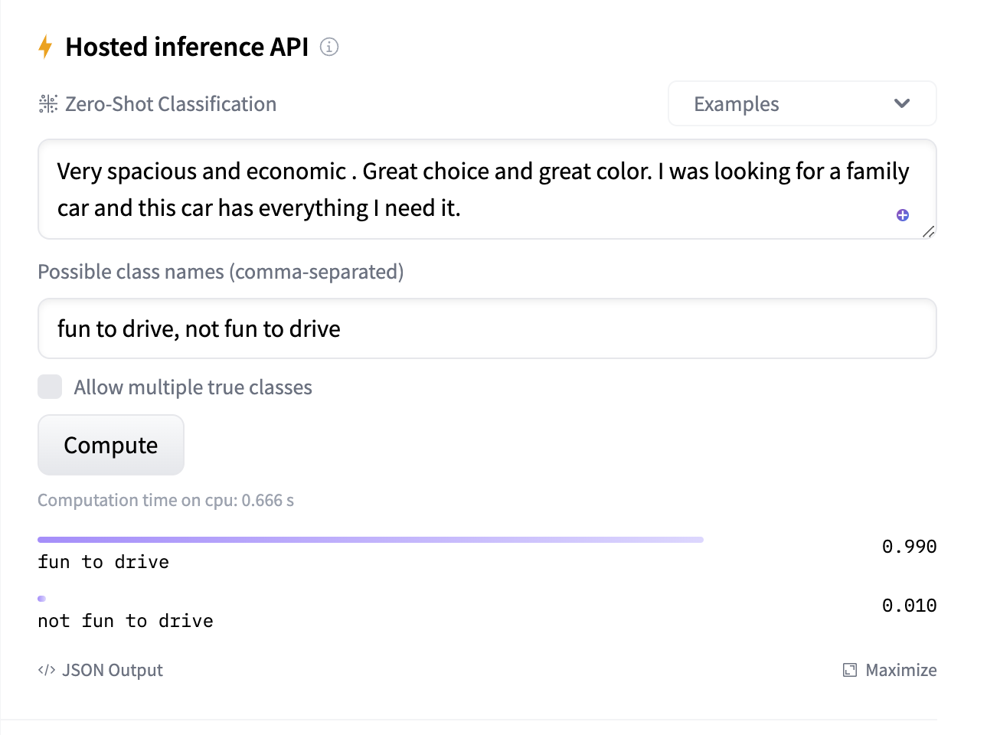 Hosted inference API
Zero-Shot Classification
Examples
Very spacious and economic . Great choice and great color. I was looking for a family
car and this car has everything I need it.
Possible class names (comma-separated)
fun to drive, not fun to drive
Allow multiple true classes
Compute
Computation time on cpu: 0.666 s
fun to drive
0.990
not fun to drive
0.010
</> JSON Output
Maximize